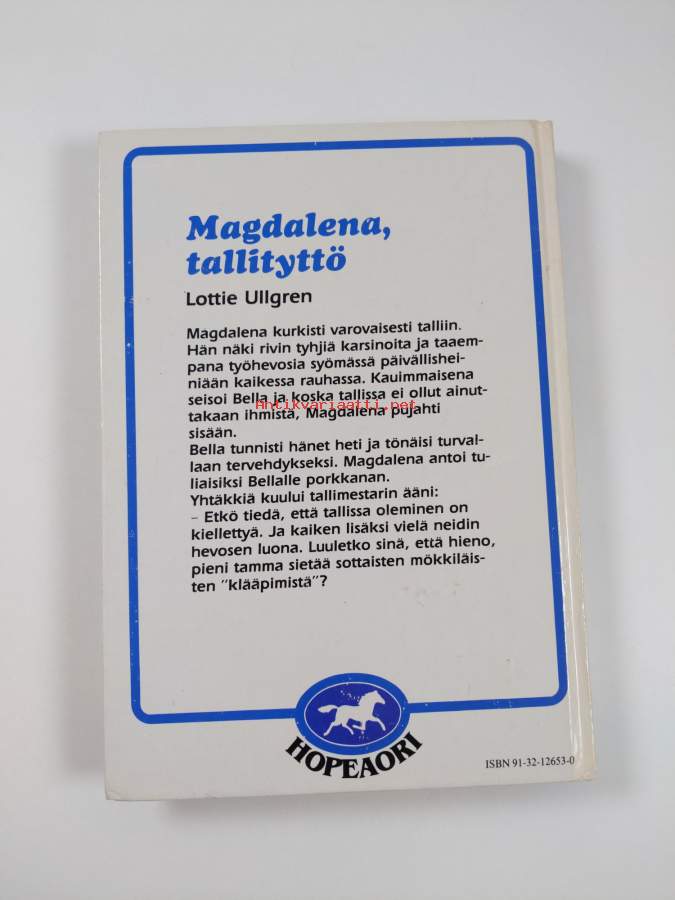 Magdalena,
tallityttö
Lottie Ullgren
Magdalena kurkisti varovaisesti talliin.
Hän näki rivin tyhjiä karsinoita ja taaem-
pana työhevosia syömässä päivällishei-
niään kaikessa rauhassa. Kauimmaisena
seisoi Bella ja koska tallissa ei ollut ainut-
Antikvariaatti.net
takaan ihmistä, Magdalena pujahti
sisään.
Bella tunnisti hänet heti ja tönäisi turval-
laan tervehdykseksi. Magdalena antoi tu-
liaisiksi Bellalle porkkanan.
Yhtäkkiä kuului tallimestarin ääni:
– Etkö tiedä, että tallissa oleminen on
kiellettyä. Ja kaiken lisäksi vielä neidin
hevosen luona. Luuletko sinä, että hieno,
pieni tamma sietää sottaisten mökkiläis-
ten "klääpimistä"?
HOPEAORI
ISBN 91-32-12653-0